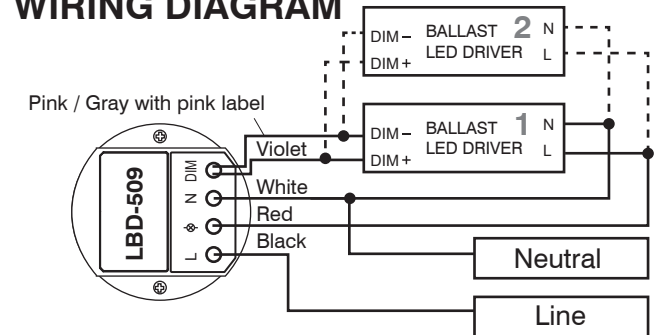 WIRING DIAGRAM
DIM – BALLAST 2 N
DIM + LED DRIVER L
Pink / Gray with pink label
DIM – BALLAST 1 N
DIM + LED DRIVER L
Violet
White
Red
Black
LBD-509
DIM
N
L
Neutral
Line